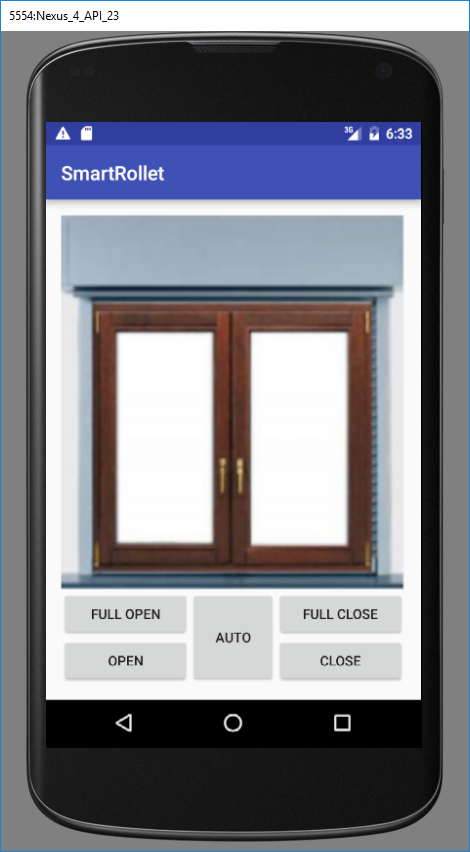 5554:Nexus_4_API_23
3G 6:33
SmartRollet
FULL OPEN
AUTO
FULL CLOSE
OPEN
CLOSE